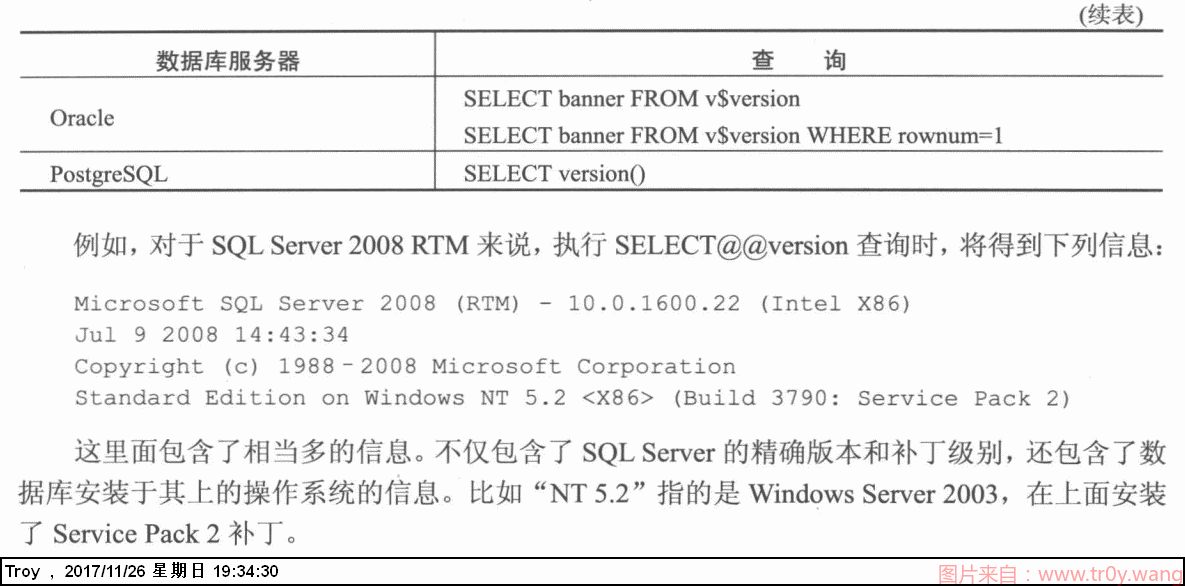 (续表)
数据库服务器 查 询
Oracle
SELECT banner FROM v$version
SELECT banner FROM v$version WHERE rownum=1
PostgreSQL SELECT version()
例如，对于 SQL Server 2008 RTM 来说，执行 SELECT@@version 查询时，将得到下列信息：
Microsoft SQL Server 2008 (RTM) - 10.0.1600.22 (Intel X86)
Jul 9 2008 14:43:34
Copyright (c) 1988-2008 Microsoft Corporation
Standard Edition on Windows NT 5.2 <X86> (Build 3790: Service Pack 2)
这里面包含了相当多的信息。不仅包含了 SQL Server 的精确版本和补丁级别，还包含了数
据库安装于其上的操作系统的信息。比如“NT 5.2”指的是 Windows Server 2003，在上面安装
了 Service Pack 2 补丁。
Troy , 2017/11/26 星期日 19:34:30
图片来自：www.tr0y.wang